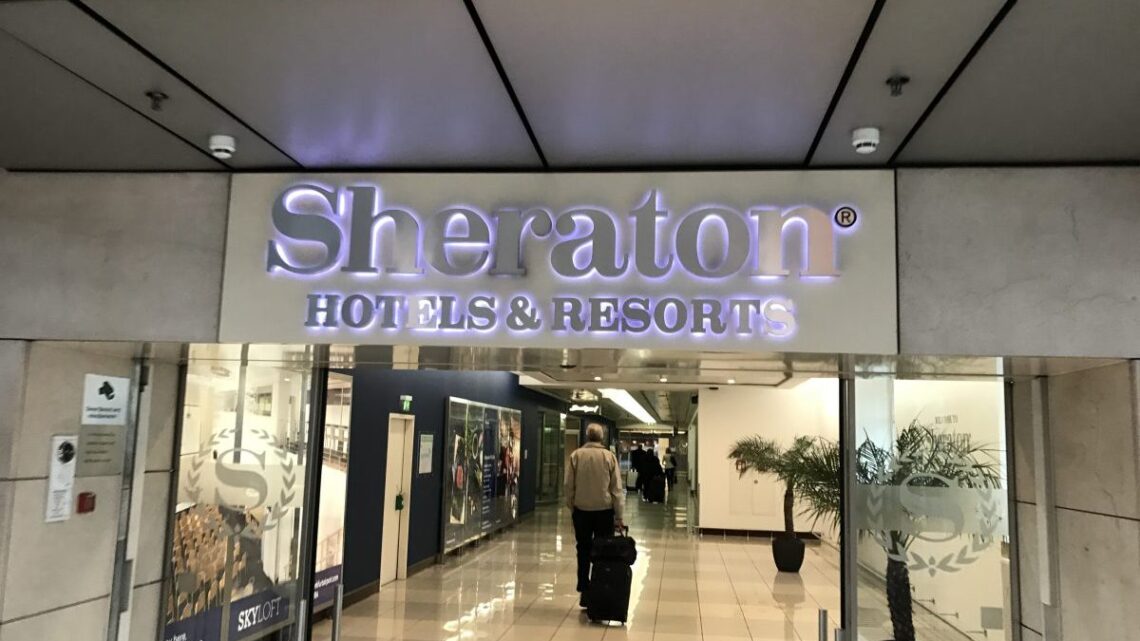 Sheraton®
HOTELS & RESORTS
S
S
SKYLOFT